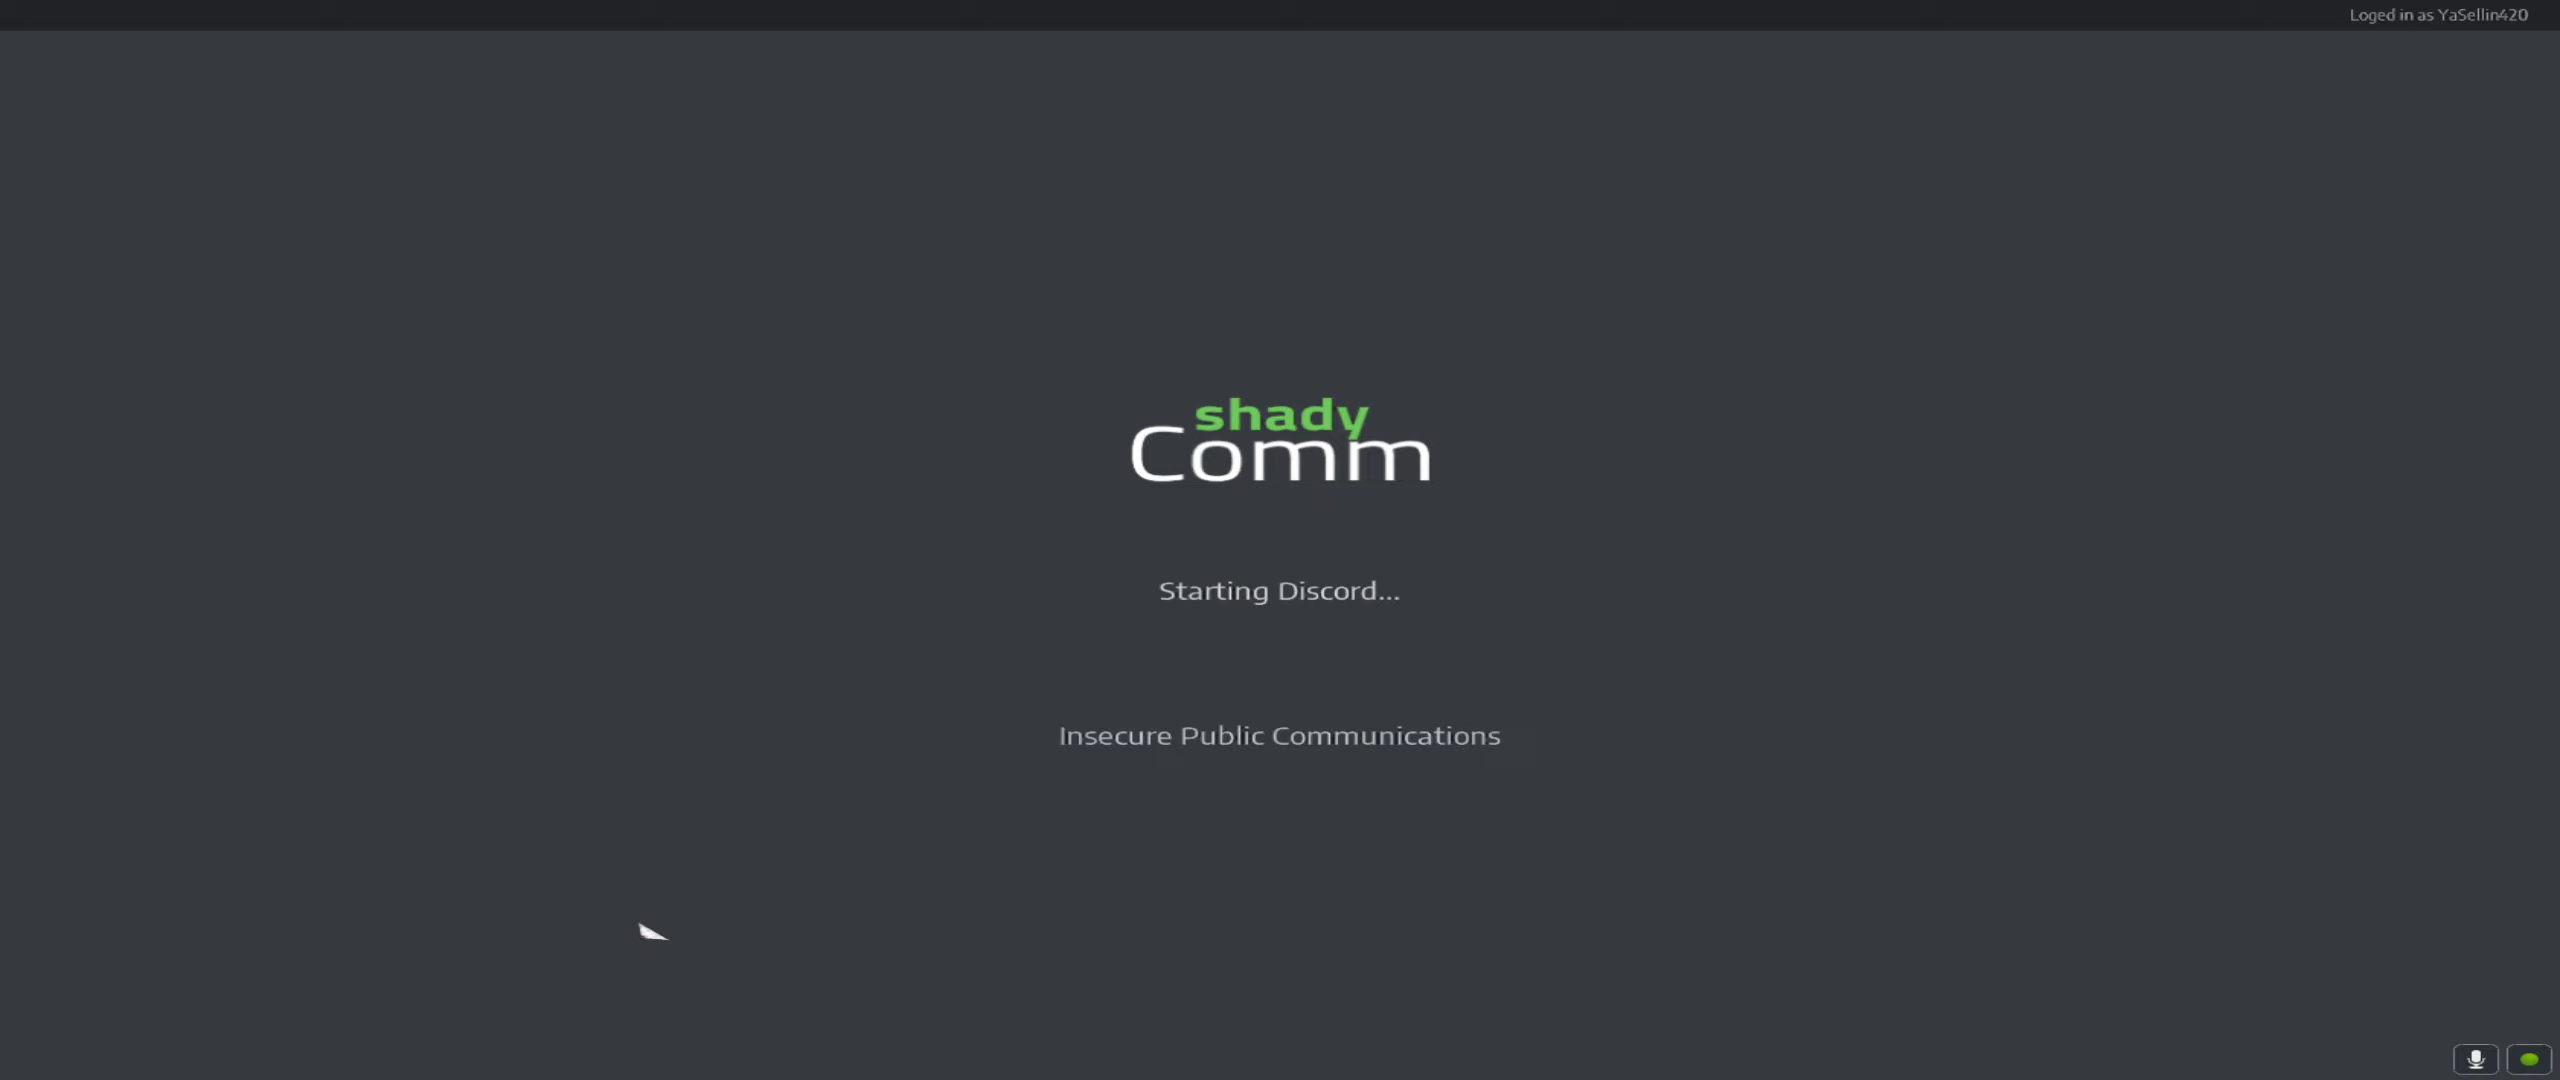 Loged in as YaSellin420
shady
Comm
Starting Discord...
Insecure Public Communications